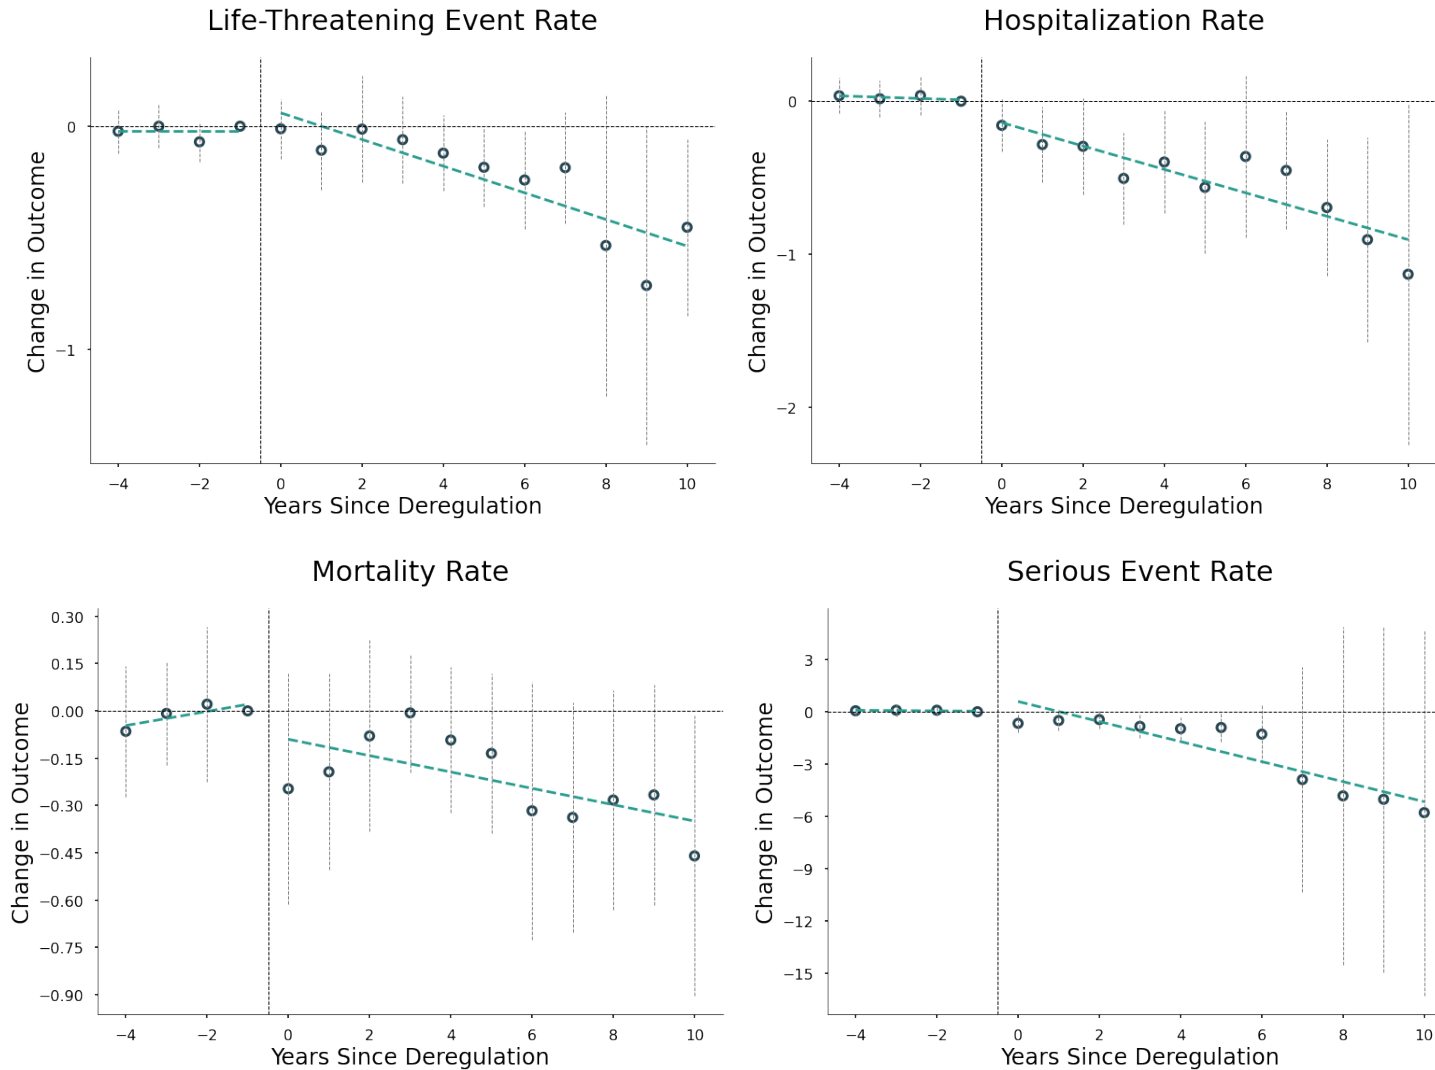 Life-Threatening Event Rate
Change in Outcome
0
−1
−4 −2 0 2 4 6 8 10
Years Since Deregulation
Hospitalization Rate
Change in Outcome
0
−1
−2
−4 −2 0 2 4 6 8 10
Years Since Deregulation
Mortality Rate
Change in Outcome
0.30
0.15
0.00
−0.15
−0.30
−0.45
−0.60
−0.75
−0.90
−4 −2 0 2 4 6 8 10
Years Since Deregulation
Serious Event Rate
Change in Outcome
3
0
−3
−6
−9
−12
−15
−4 −2 0 2 4 6 8 10
Years Since Deregulation